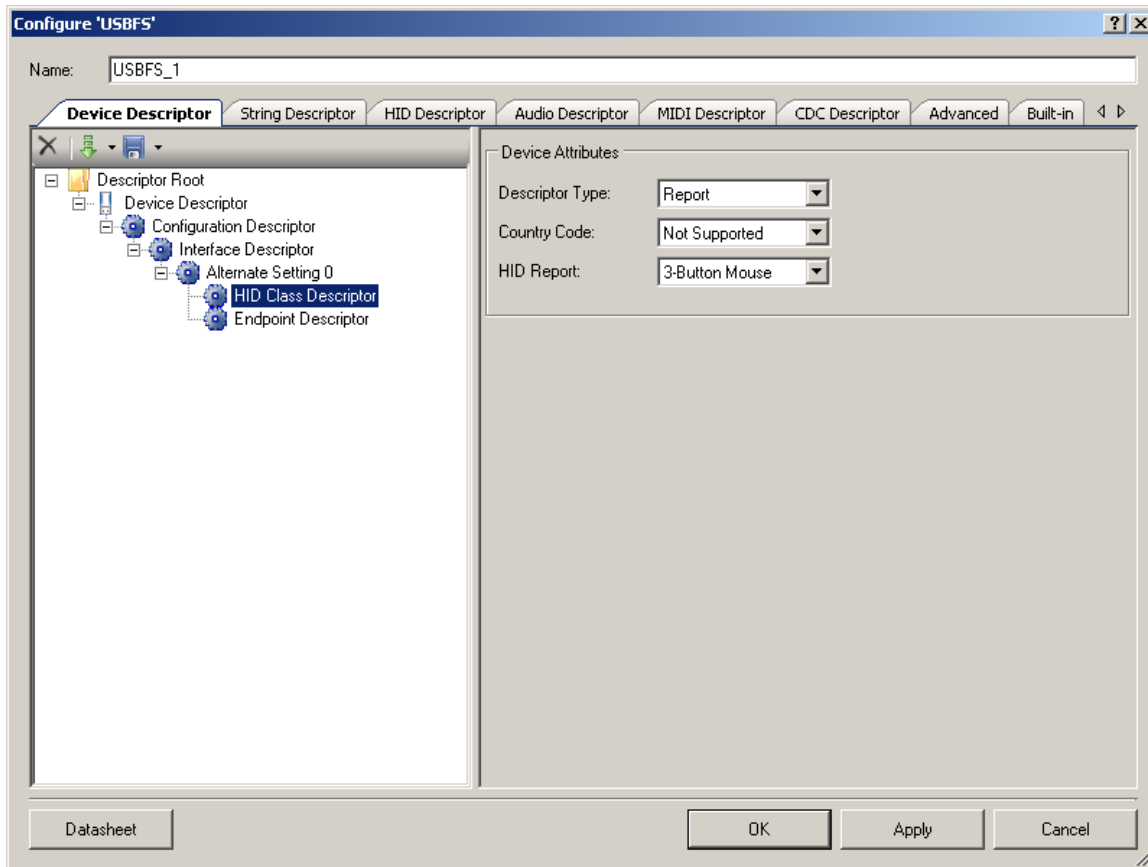 Configure 'USBFS'
Name: USBFS_1
Device Descriptor String Descriptor HID Descriptor Audio Descriptor MIDI Descriptor CDC Descriptor Advanced Built-in
Descriptor Root
Device Descriptor
Configuration Descriptor
Interface Descriptor
Alternate Setting 0
HID Class Descriptor
Endpoint Descriptor
Device Attributes
Descriptor Type: Report
Country Code: Not Supported
HID Report: 3-Button Mouse
Datasheet OK Apply Cancel